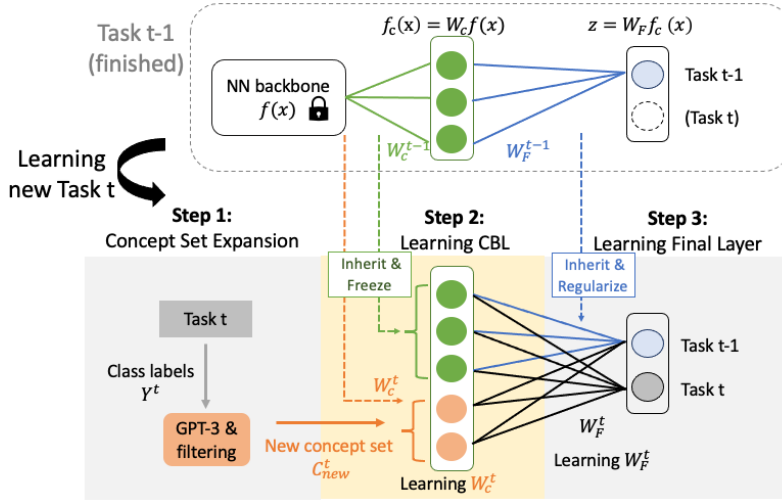 Task t-1
(finished)
f_c(x) = W_c f(x)
z = W_F f_c (x)
NN backbone
f(x)
Task t-1
(Task t)
W_c^{t-1}
W_F^{t-1}
Learning
new Task t
Step 1:
Concept Set Expansion
Step 2:
Learning CBL
Step 3:
Learning Final Layer
Inherit &
Freeze
Inherit &
Regularize
Task t
Class labels
Y^t
GPT-3 &
filtering
New concept set
C_{new}^t
W_c^t
Learning W_c^t
Task t-1
Task t
W_F^t
Learning W_F^t